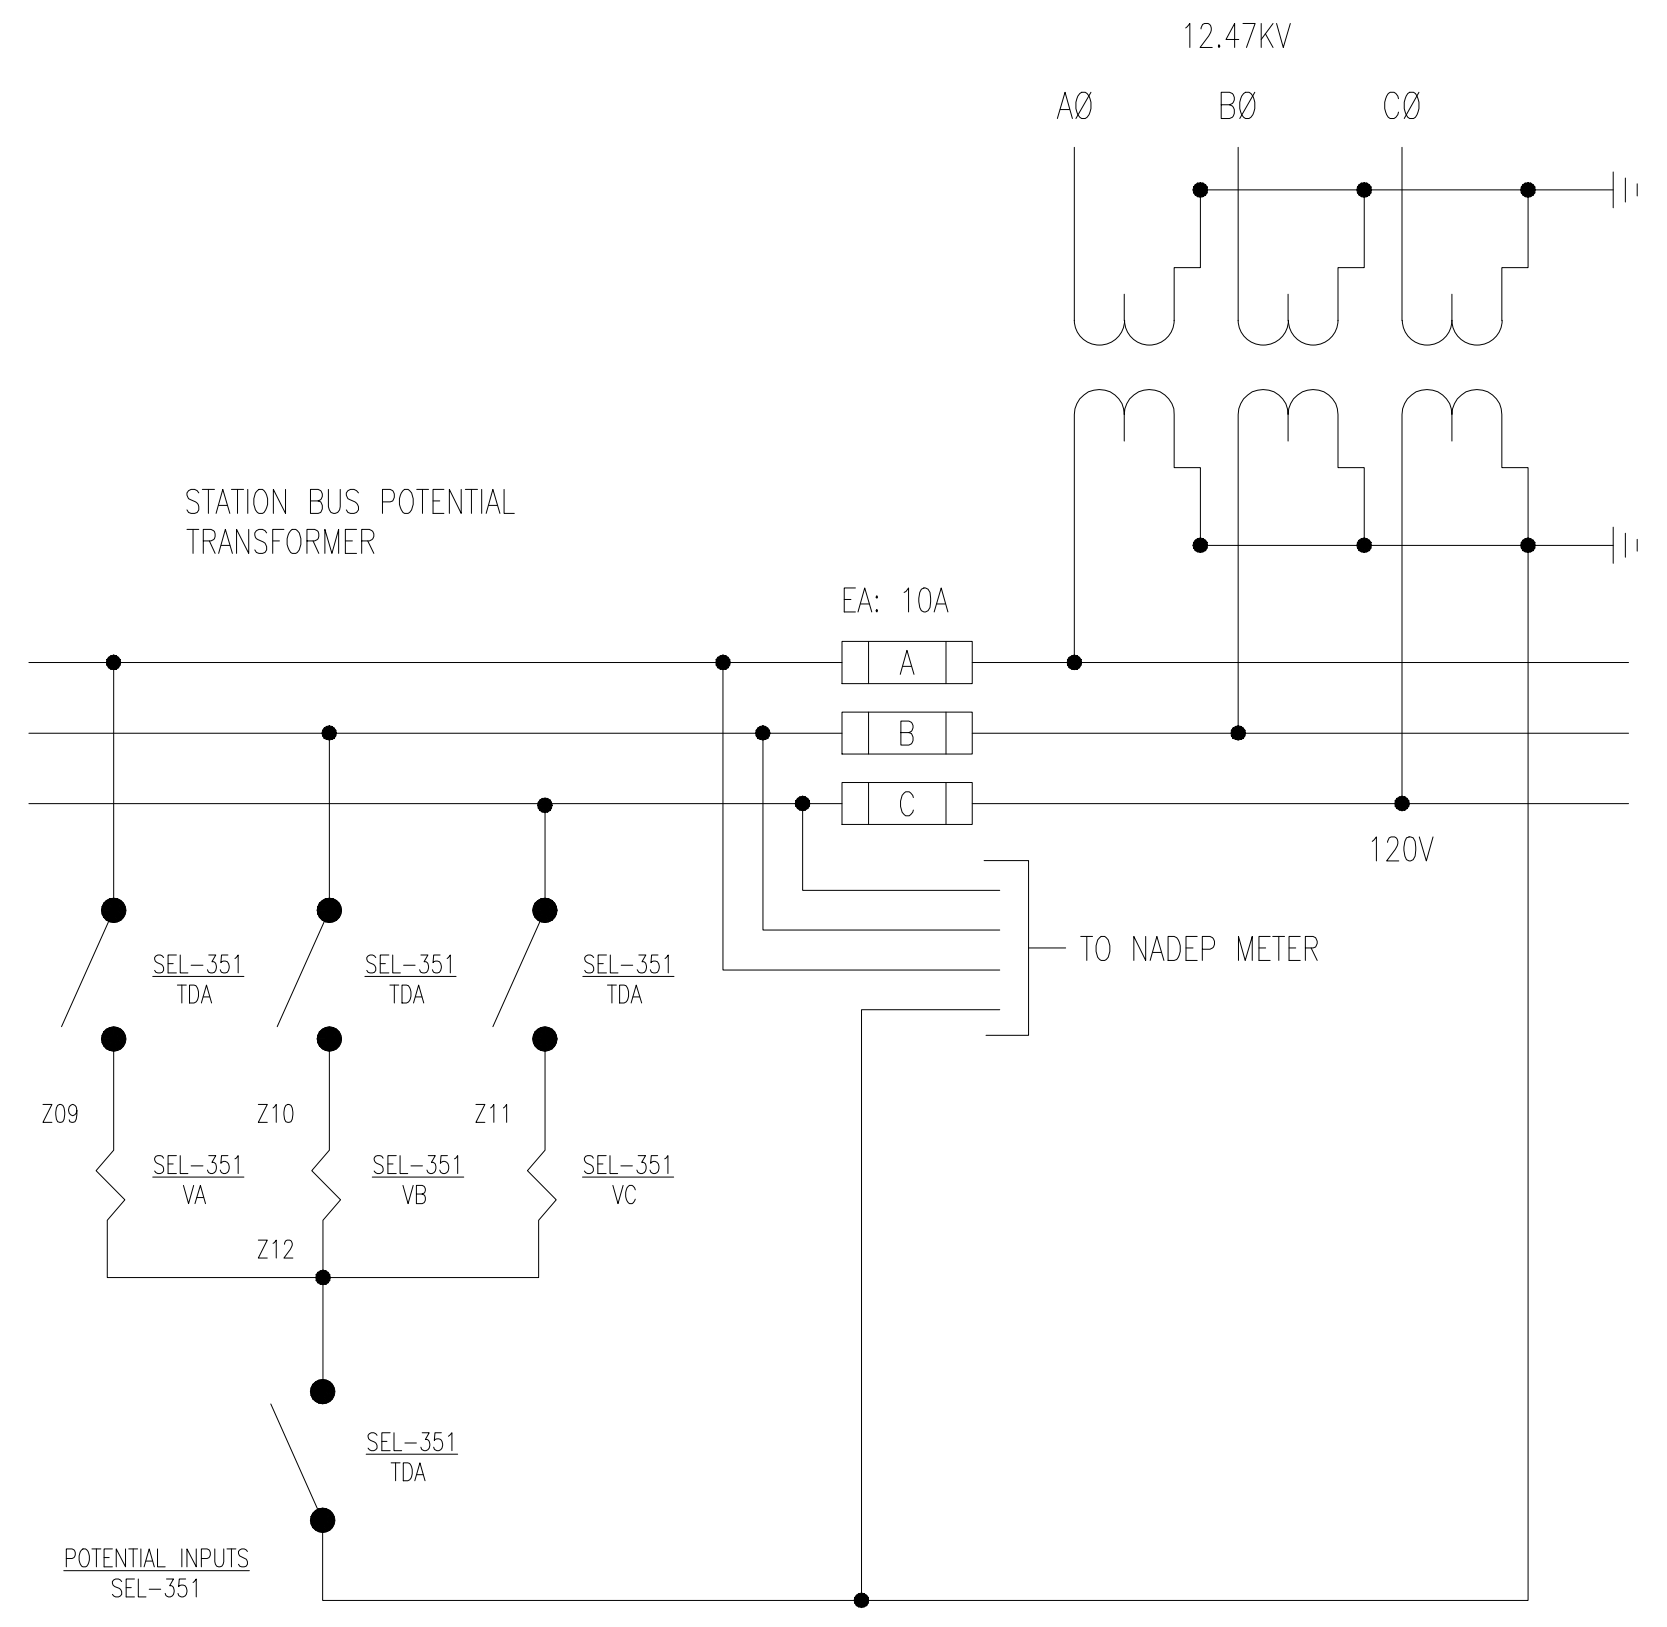 12.47KV
AØ BØ CØ
STATION BUS POTENTIAL
TRANSFORMER
EA: 10A
A
B
C
120V
TO NADEP METER
SEL-351 SEL-351 SEL-351
TDA TDA TDA
Z09 Z10 Z11
SEL-351 SEL-351 SEL-351
VA VB VC
Z12
SEL-351
TDA
POTENTIAL INPUTS
SEL-351